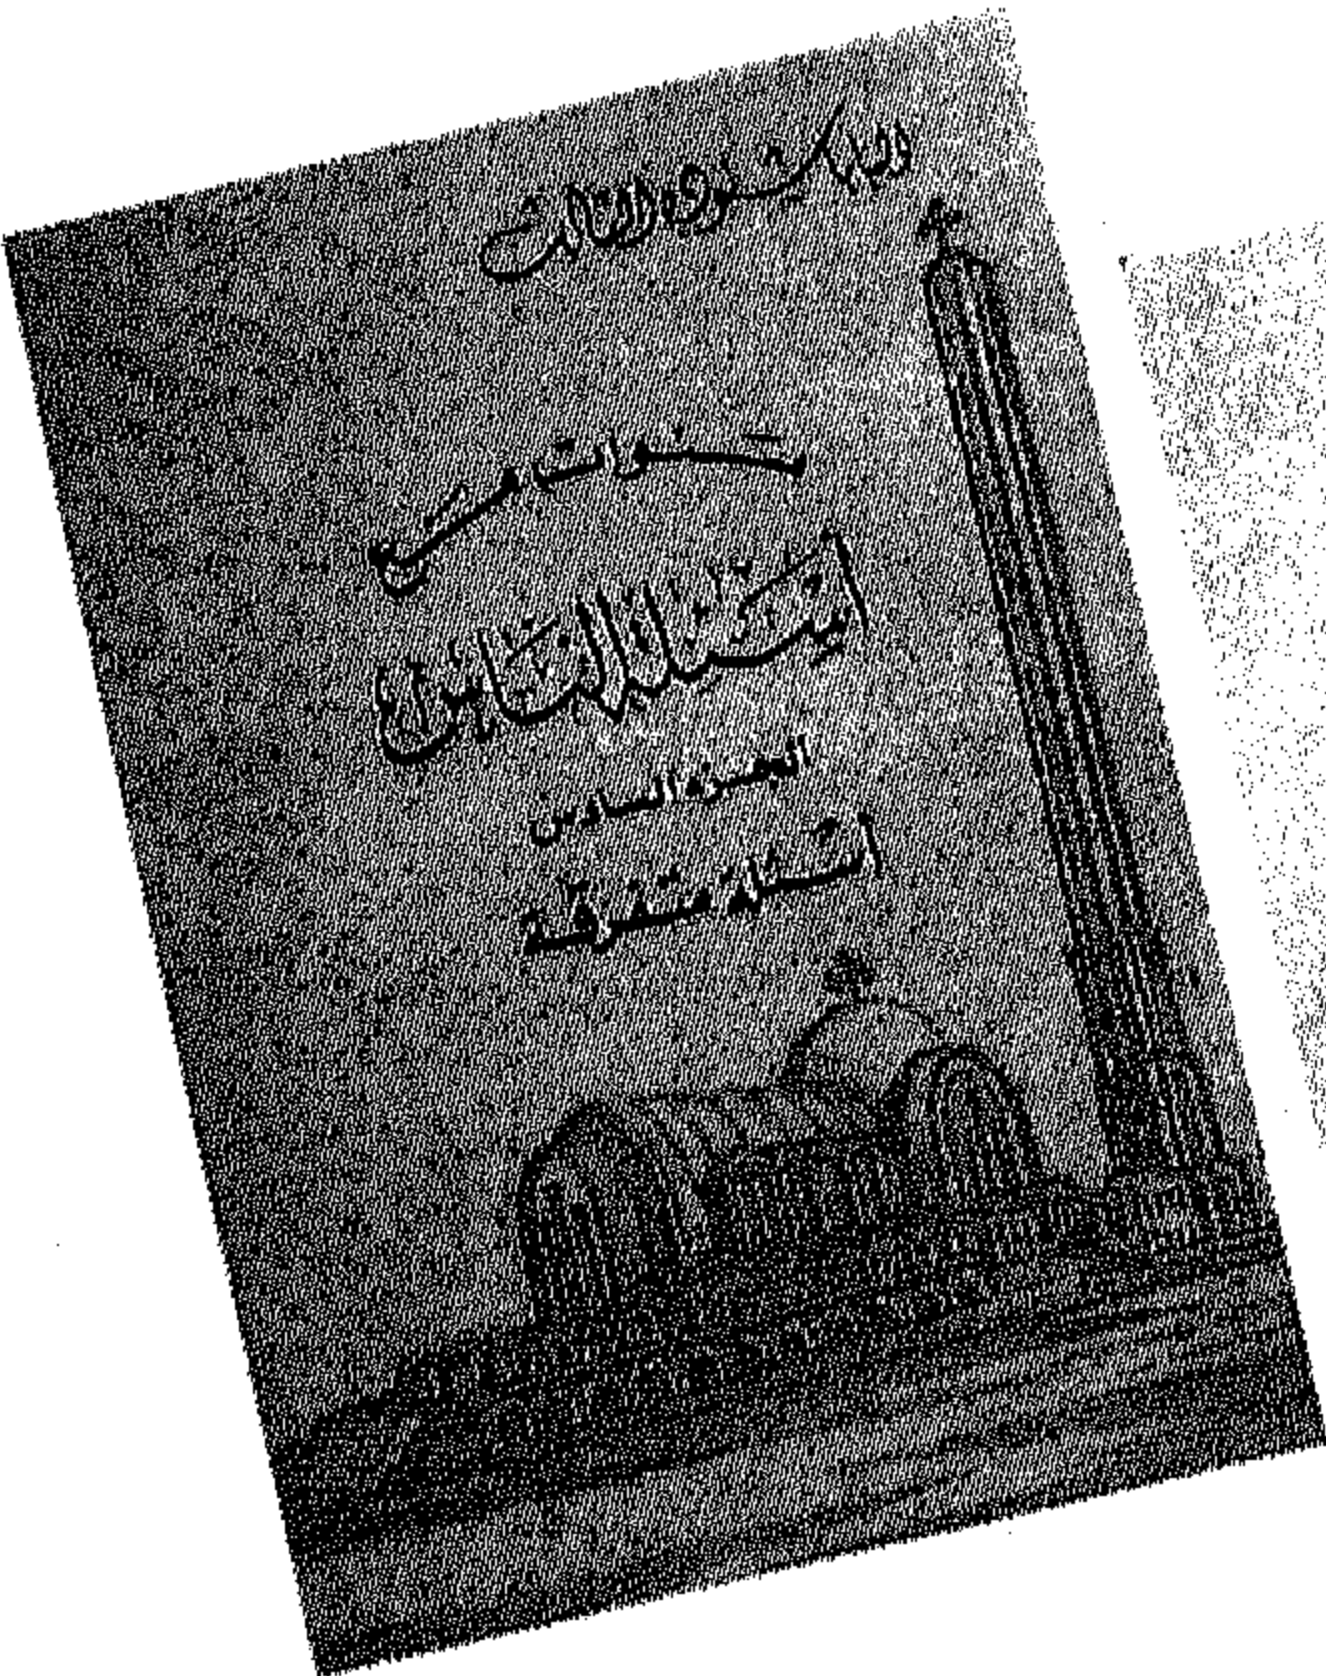 البابا شنوده الثالث
سنوات مع
أسئلة الناس
الجزء السادس
أسئلة متفرقة